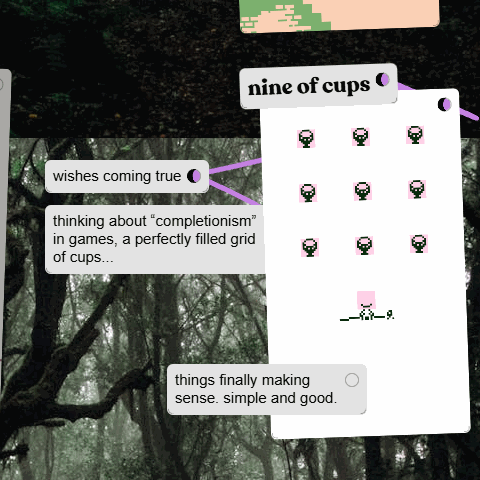 nine of cups
wishes coming true
thinking about “completionism”
in games, a perfectly filled grid
of cups...
things finally making
sense. simple and good.